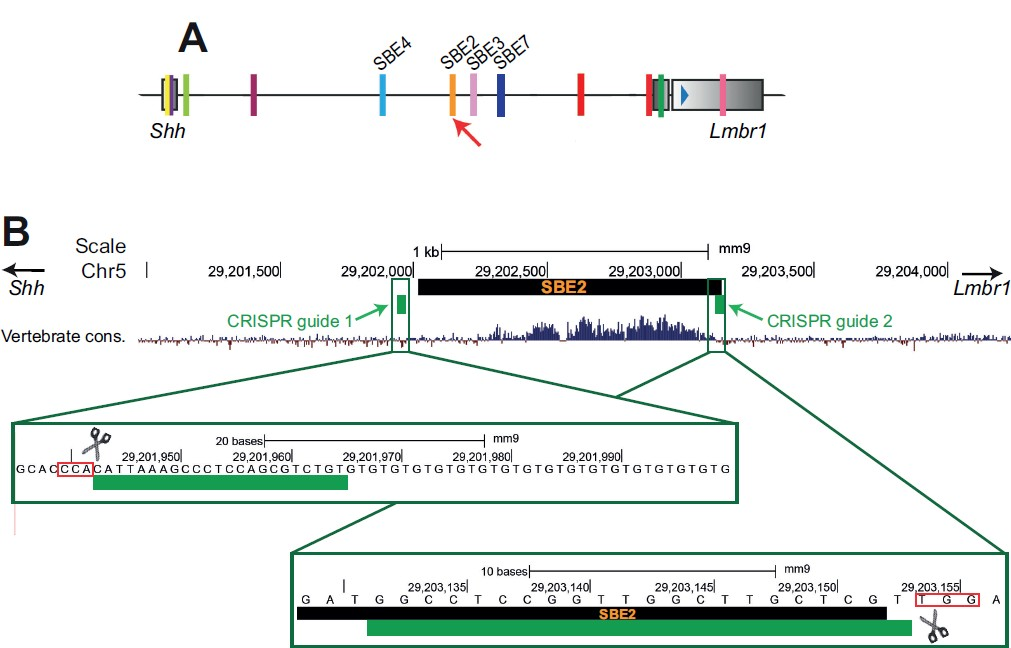 A
SBE4
SBE2
SBE3
SBE7
Shh
Lmbr1
B
Scale
1 kb
mm9
Chr5
29,201,500
29,202,000
29,202,500
29,203,000
29,203,500
29,204,000
Shh
SBE2
Lmbr1
CRISPR guide 1
CRISPR guide 2
Vertebrate cons.
20 bases
mm9
29,201,950
29,201,960
29,201,970
29,201,980
29,201,990
GCACCCACATTAAAGCCCTCCAGCGTCTGTGTGTGTGTGTGTGTGTGTGTGTGTGTGTGTGTG
10 bases
mm9
29,203,135
29,203,140
29,203,145
29,203,150
29,203,155
G A T G G C C T C C G G T T G G C T T G C T C G T T G G A
SBE2